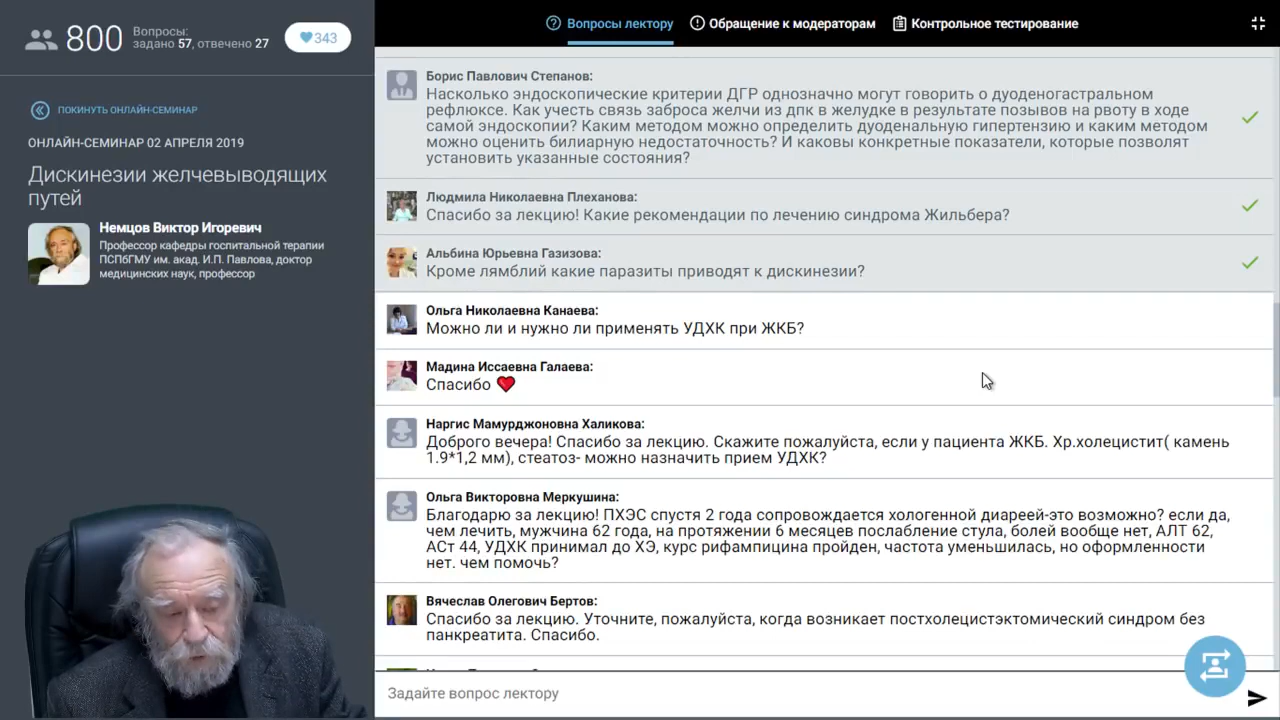 800
Вопросы:
задано 57, отвечено 27
343
ПОКИНУТЬ ОНЛАЙН-СЕМИНАР
ОНЛАЙН-СЕМИНАР 02 АПРЕЛЯ 2019
Дискинезии желчевыводящих
путей
Немцов Виктор Игоревич
Профессор кафедры госпитальной терапии
ПСПбГМУ им. акад. И.П. Павлова, доктор
медицинских наук, профессор
Вопросы лектору
Обращение к модераторам
Контрольное тестирование
Борис Павлович Степанов:
Насколько эндоскопические критерии ДГР однозначно могут говорить о дуоденогастральном
рефлюксе. Как учесть связь заброса желчи из дпк в желудке в результате позывов на рвоту в ходе
самой эндоскопии? Каким методом можно определить дуоденальную гипертензию и каким методом
можно оценить билиарную недостаточность? И каковы конкретные показатели, которые позволят
установить указанные состояния?
Людмила Николаевна Плеханова:
Спасибо за лекцию! Какие рекомендации по лечению синдрома Жильбера?
Альбина Юрьевна Газизова:
Кроме лямблий какие паразиты приводят к дискинезии?
Ольга Николаевна Канаева:
Можно ли и нужно ли применять УДХК при ЖКБ?
Мадина Иссаевна Галаева:
Спасибо ❤
Наргис Мамурджоновна Халикова:
Доброго вечера! Спасибо за лекцию. Скажите пожалуйста, если у пациента ЖКБ. Хр.холецистит( камень
1.9*1,2 мм), стеатоз- можно назначить прием УДХК?
Ольга Викторовна Меркушина:
Благодарю за лекцию! ПХЭС спустя 2 года сопровождается хологенной диареей-это возможно? если да,
чем лечить, мужчина 62 года, на протяжении 6 месяцев послабление стула, болей вообще нет, АЛТ 62,
АСт 44, УДХК принимал до ХЭ, курс рифампицина пройден, частота уменьшилась, но оформленности
нет. чем помочь?
Вячеслав Олегович Бертов:
Спасибо за лекцию. Уточните, пожалуйста, когда возникает постхолецистэктомический синдром без
панкреатита. Спасибо.
Задайте вопрос лектору